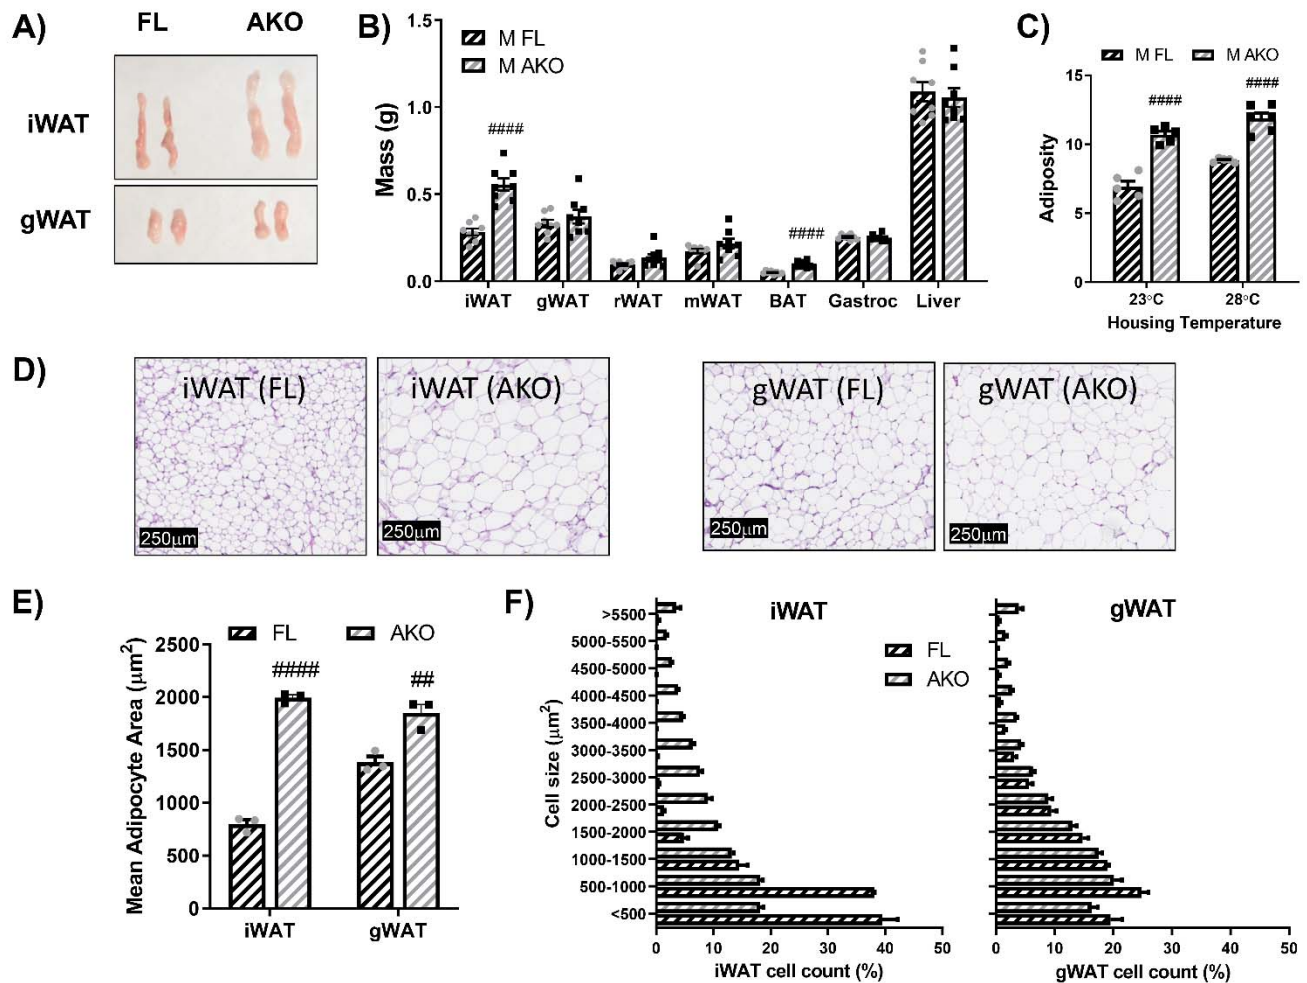 A)
FL
AKO
iWAT
gWAT
B)
M FL
M AKO
Mass (g)
1.5
1.0
0.5
0.0
####
####
iWAT
gWAT
rWAT
mWAT
BAT
Gastroc
Liver
C)
M FL
M AKO
Adiposity
15
10
5
0
####
####
23°C
28°C
Housing Temperature
D)
iWAT (FL)
250μm
iWAT (AKO)
250μm
gWAT (FL)
250μm
gWAT (AKO)
250μm
E)
FL
AKO
Mean Adipocyte Area (μm²)
2500
2000
1500
1000
500
0
####
##
iWAT
gWAT
F)
iWAT
FL
AKO
Cell size (μm²)
>5500
5000-5500
4500-5000
4000-4500
3500-4000
3000-3500
2500-3000
2000-2500
1500-2000
1000-1500
500-1000
<500
0
10
20
30
40
50
iWAT cell count (%)
gWAT
0
10
20
30
40
50
gWAT cell count (%)